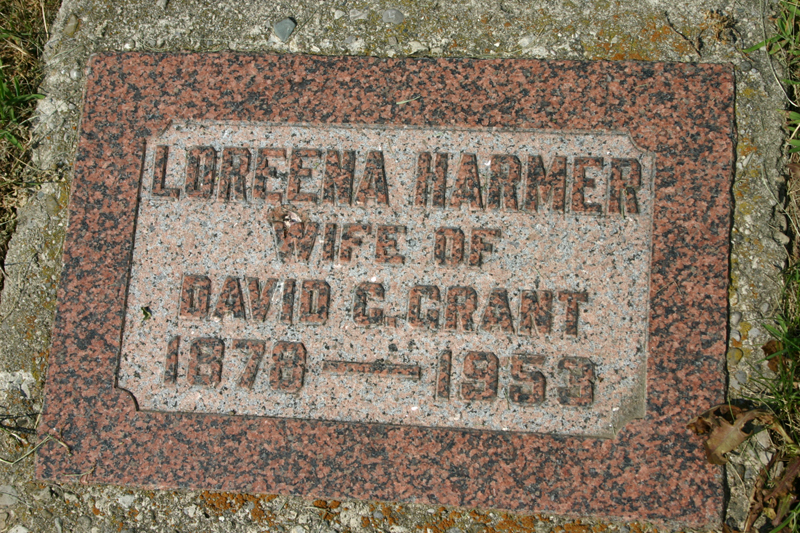 LOREENA HARMER
WIFE OF
DAVID C. GRANT
1878 — 1953